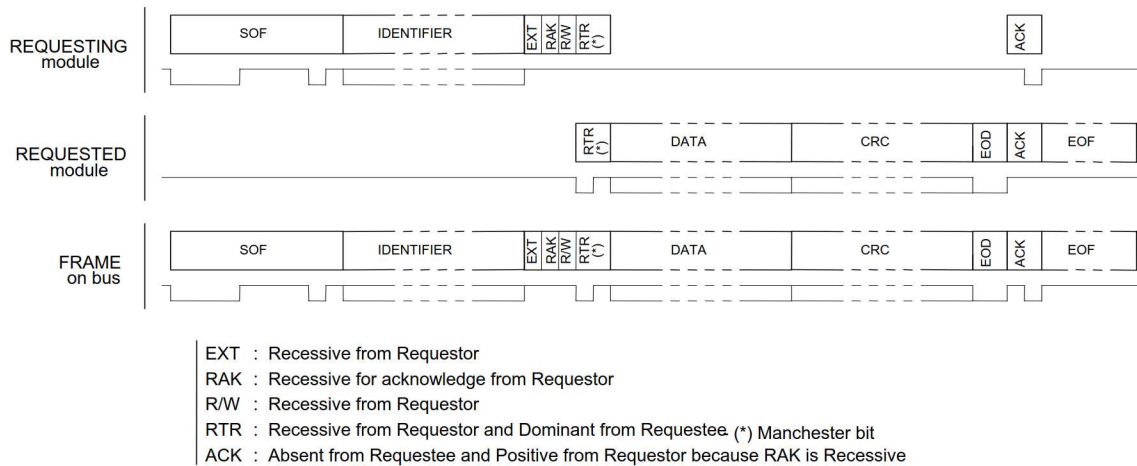 SOF IDENTIFIER EXT RAK R/W RTR (*) ACK
REQUESTING
module
RTR (*) DATA CRC EOD ACK EOF
REQUESTED
module
SOF IDENTIFIER EXT RAK R/W RTR (*) DATA CRC EOD ACK EOF
FRAME
on bus
EXT : Recessive from Requestor
RAK : Recessive for acknowledge from Requestor
R/W : Recessive from Requestor
RTR : Recessive from Requestor and Dominant from Requestee. (*) Manchester bit
ACK : Absent from Requestee and Positive from Requestor because RAK is Recessive